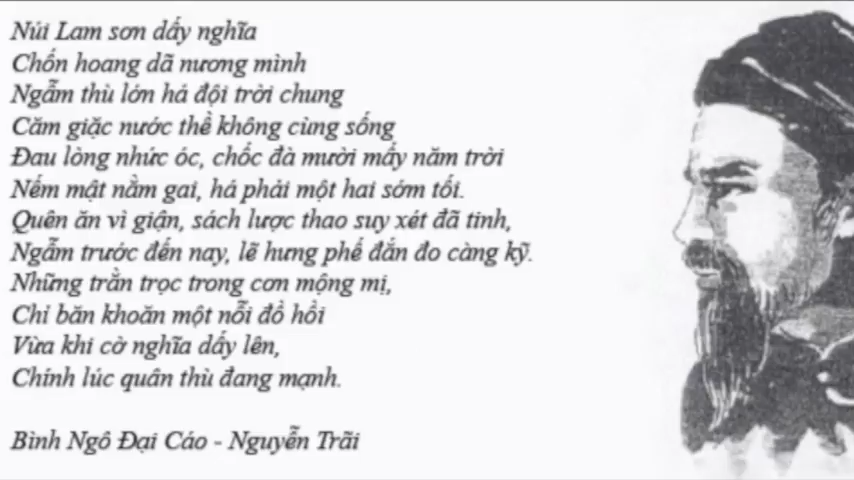 Núi Lam sơn dấy nghĩa
Chốn hoang dã nương mình
Ngẫm thù lớn há đội trời chung
Căm giặc nước thề không cùng sống
Đau lòng nhức óc, chốc đà mười mấy năm trời
Nếm mật nằm gai, há phải một hai sớm tối.
Quên ăn vì giận, sách lược thao suy xét đã tinh,
Ngẫm trước đến nay, lẽ hưng phế đắn đo càng kỹ.
Những trằn trọc trong cơn mộng mị,
Chỉ băn khoăn một nỗi đồ hồi
Vừa khi cờ nghĩa dấy lên,
Chính lúc quân thù đang mạnh.
Bình Ngô Đại Cáo - Nguyễn Trãi